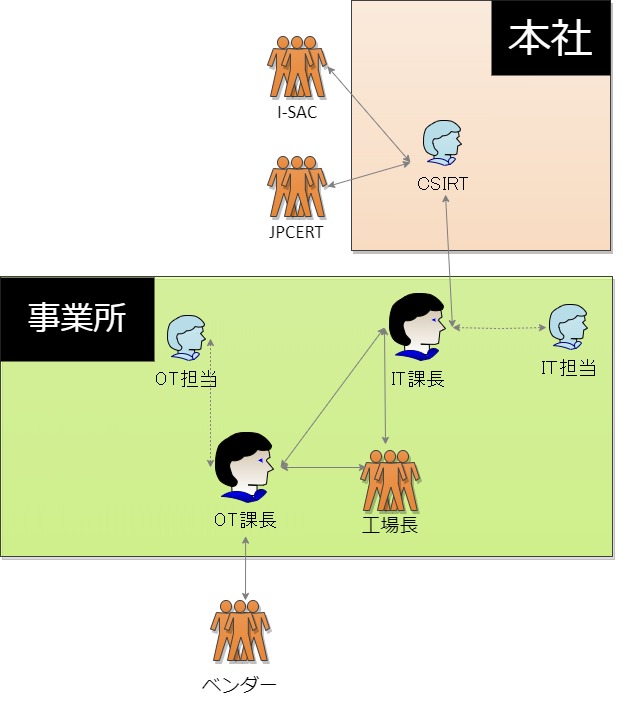 本社
I-SAC
CSIRT
JPCERT
事業所
OT担当
IT課長
IT担当
OT課長
工場長
ベンダー